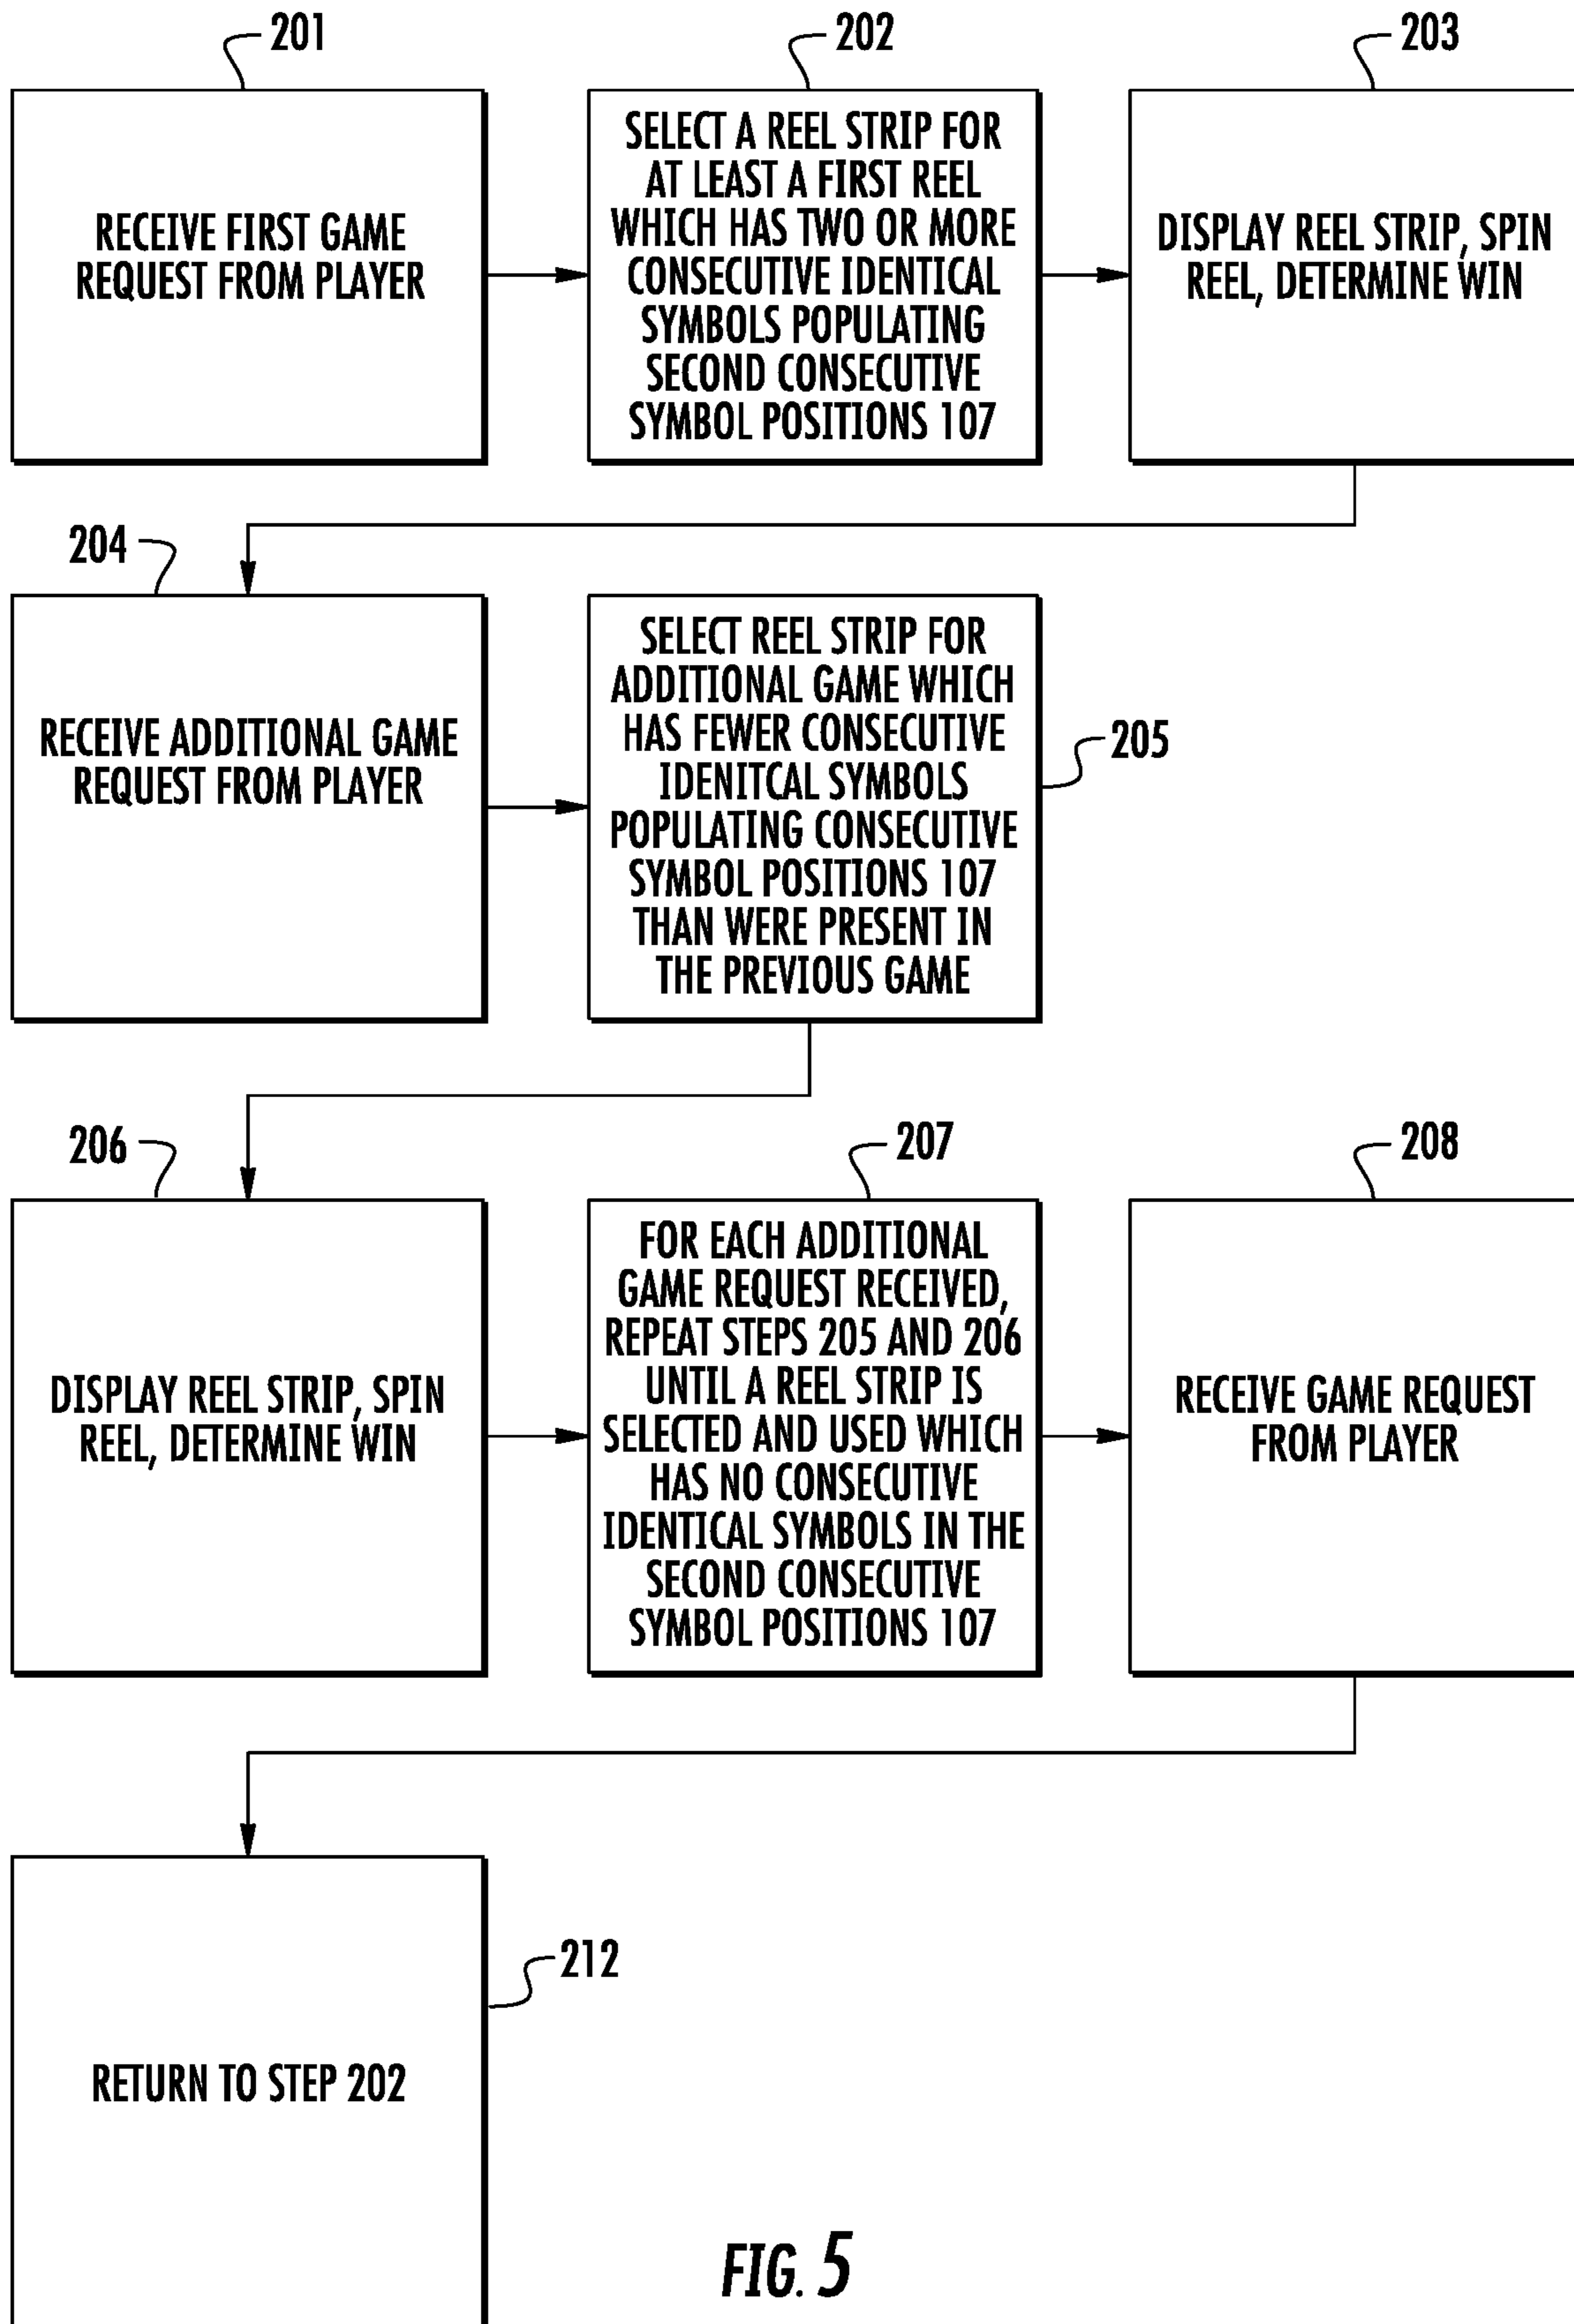 201
RECEIVE FIRST GAME
REQUEST FROM PLAYER
202
SELECT A REEL STRIP FOR
AT LEAST A FIRST REEL
WHICH HAS TWO OR MORE
CONSECUTIVE IDENTICAL
SYMBOLS POPULATING
SECOND CONSECUTIVE
SYMBOL POSITIONS 107
203
DISPLAY REEL STRIP, SPIN
REEL, DETERMINE WIN
204
RECEIVE ADDITIONAL GAME
REQUEST FROM PLAYER
SELECT REEL STRIP FOR
ADDITIONAL GAME WHICH
HAS FEWER CONSECUTIVE
IDENITCAL SYMBOLS
POPULATING CONSECUTIVE
SYMBOL POSITIONS 107
THAN WERE PRESENT IN
THE PREVIOUS GAME
205
206
DISPLAY REEL STRIP, SPIN
REEL, DETERMINE WIN
207
FOR EACH ADDITIONAL
GAME REQUEST RECEIVED,
REPEAT STEPS 205 AND 206
UNTIL A REEL STRIP IS
SELECTED AND USED WHICH
HAS NO CONSECUTIVE
IDENTICAL SYMBOLS IN THE
SECOND CONSECUTIVE
SYMBOL POSITIONS 107
208
RECEIVE GAME REQUEST
FROM PLAYER
212
RETURN TO STEP 202
FIG. 5